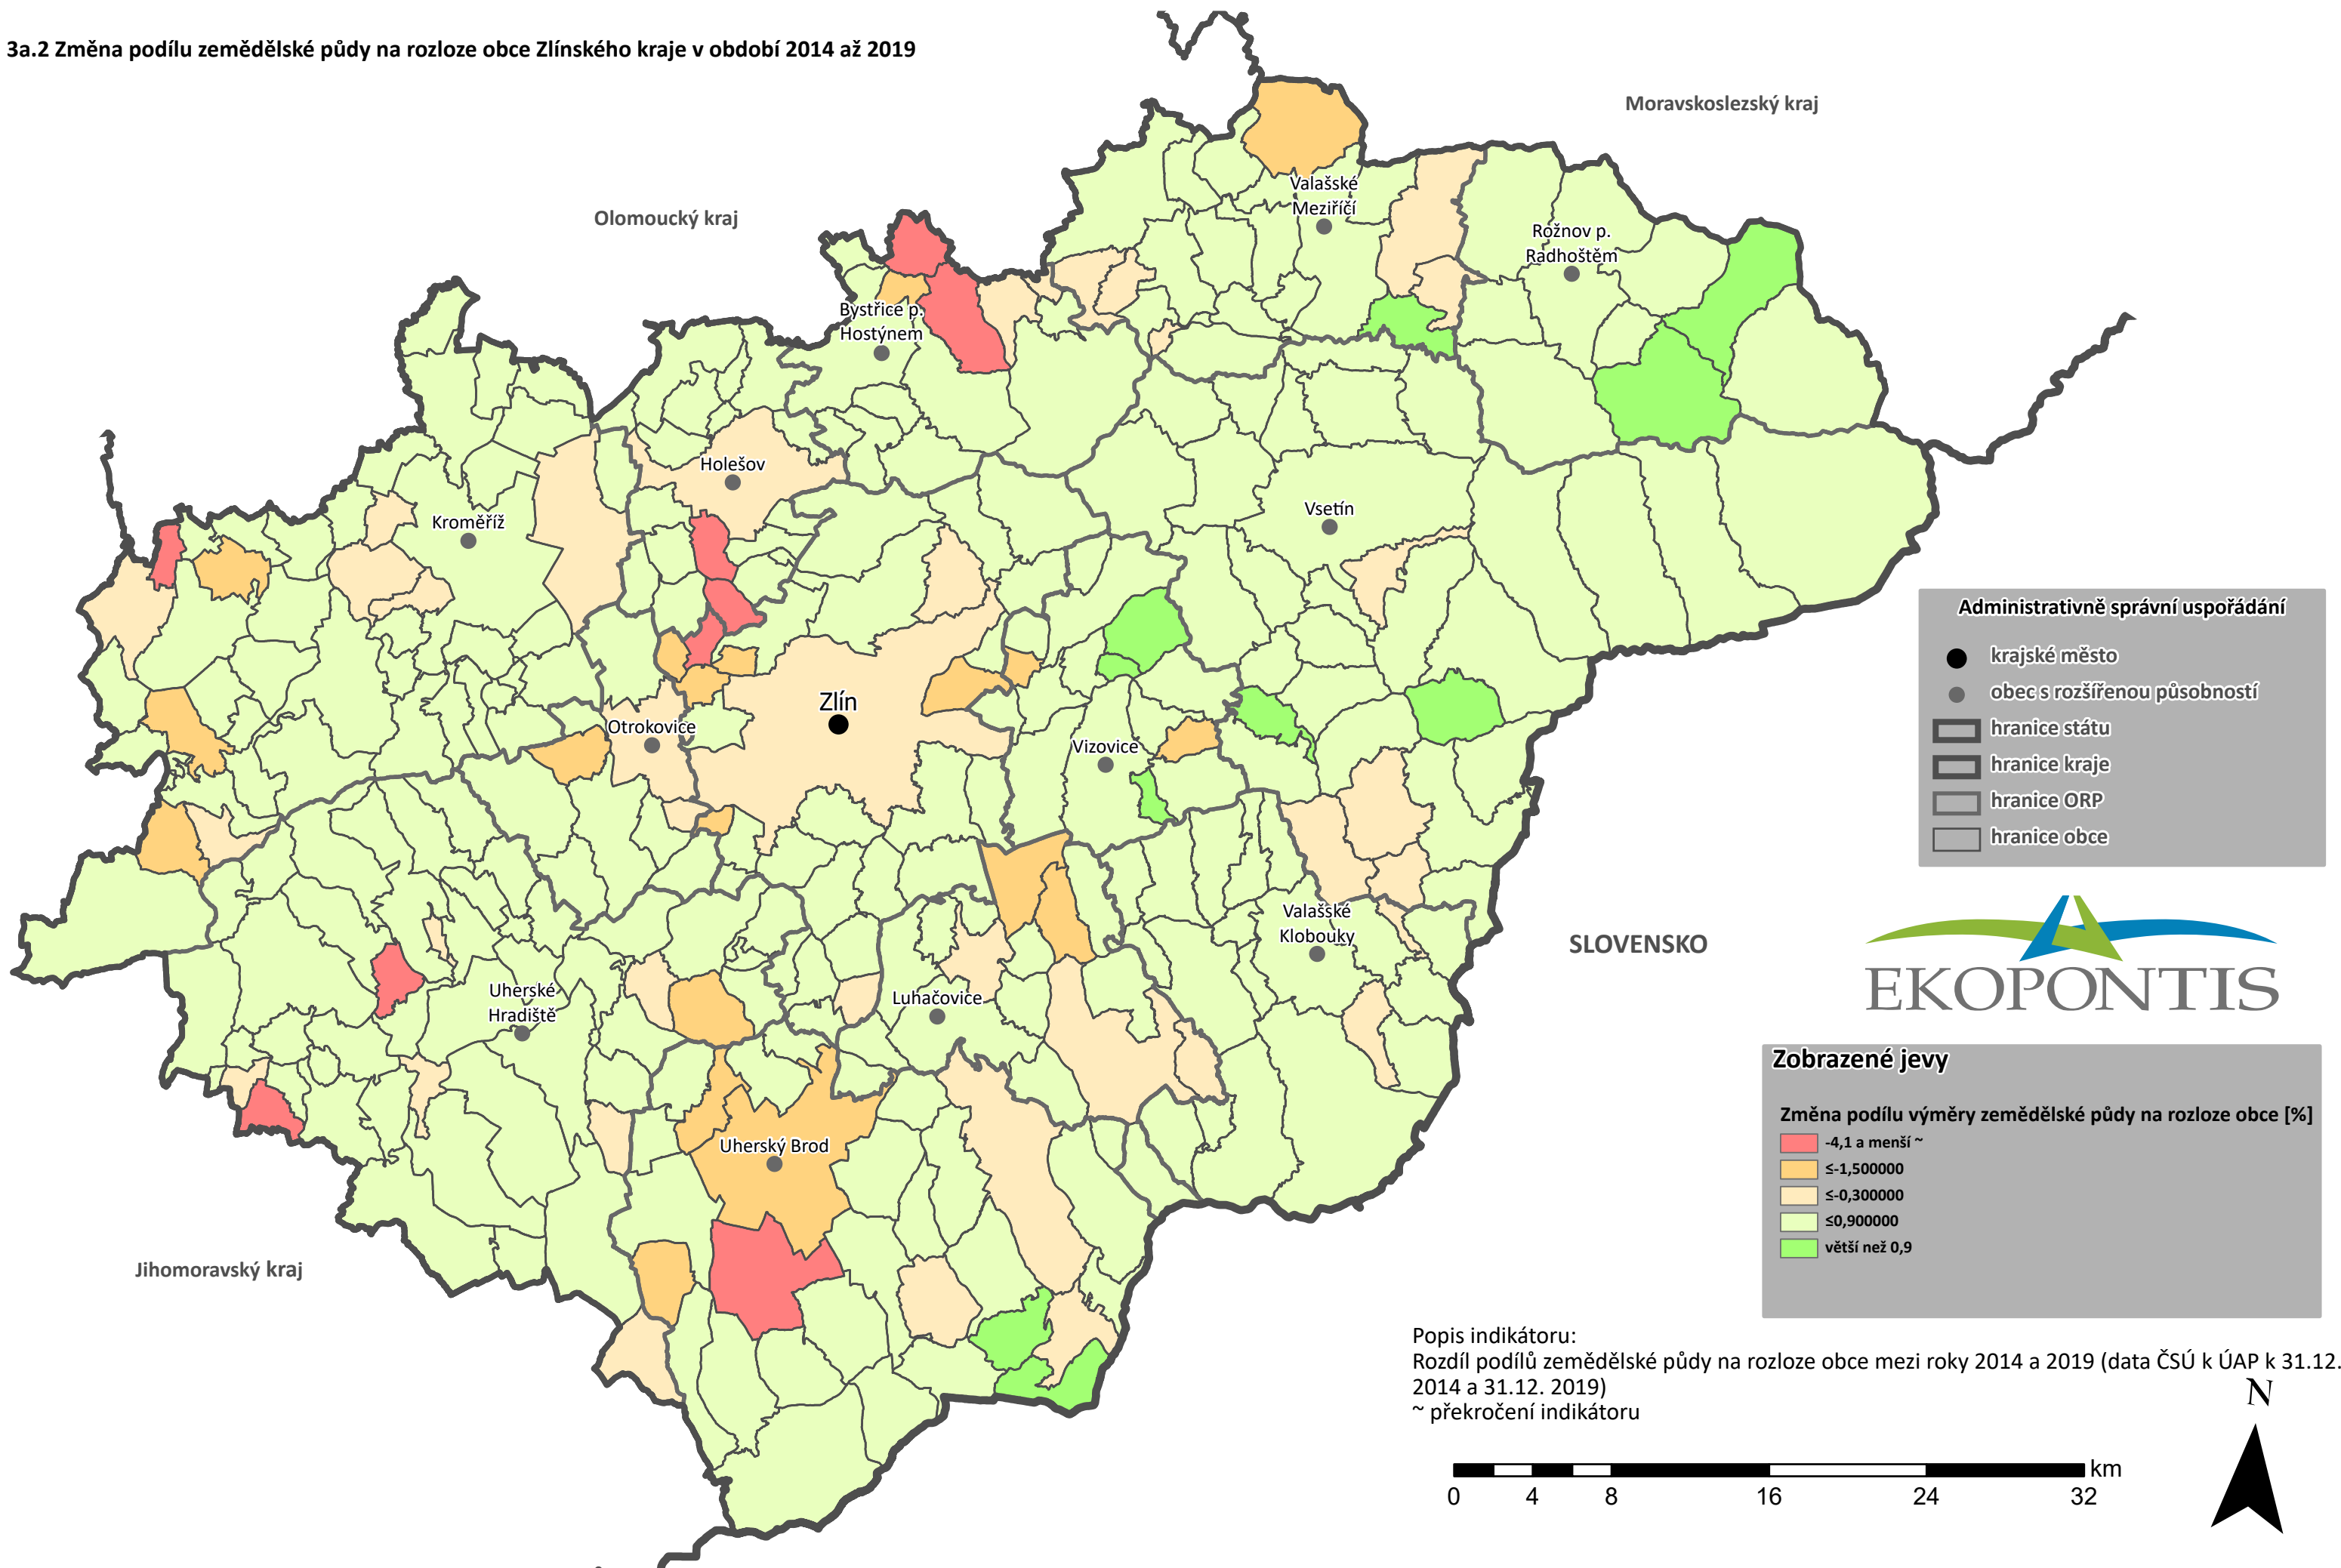 3a.2 Změna podílu zemědělské půdy na rozloze obce Zlínského kraje v období 2014 až 2019
Moravskoslezský kraj
Olomoucký kraj
Valašské
Meziříčí
Rožnov p.
Radhoštěm
Bystřice p.
Hostýnem
Holešov
Kroměříž
Vsetín
Zlín
Otrokovice
Vizovice
Valašské
Klobouky
SLOVENSKO
Uherské
Hradiště
Luhačovice
Uherský Brod
Jihomoravský kraj
Administrativně správní uspořádání
krajské město
obec s rozšířenou působností
hranice státu
hranice kraje
hranice ORP
hranice obce
EKOPONTIS
Zobrazené jevy
Změna podílu výměry zemědělské půdy na rozloze obce [%]
-4,1 a menší ~
≤-1,500000
≤-0,300000
≤0,900000
větší než 0,9
Popis indikátoru:
Rozdíl podílů zemědělské půdy na rozloze obce mezi roky 2014 a 2019 (data ČSÚ k ÚAP k 31.12.
2014 a 31.12. 2019)
~ překročení indikátoru
N
km
0 4 8 16 24 32